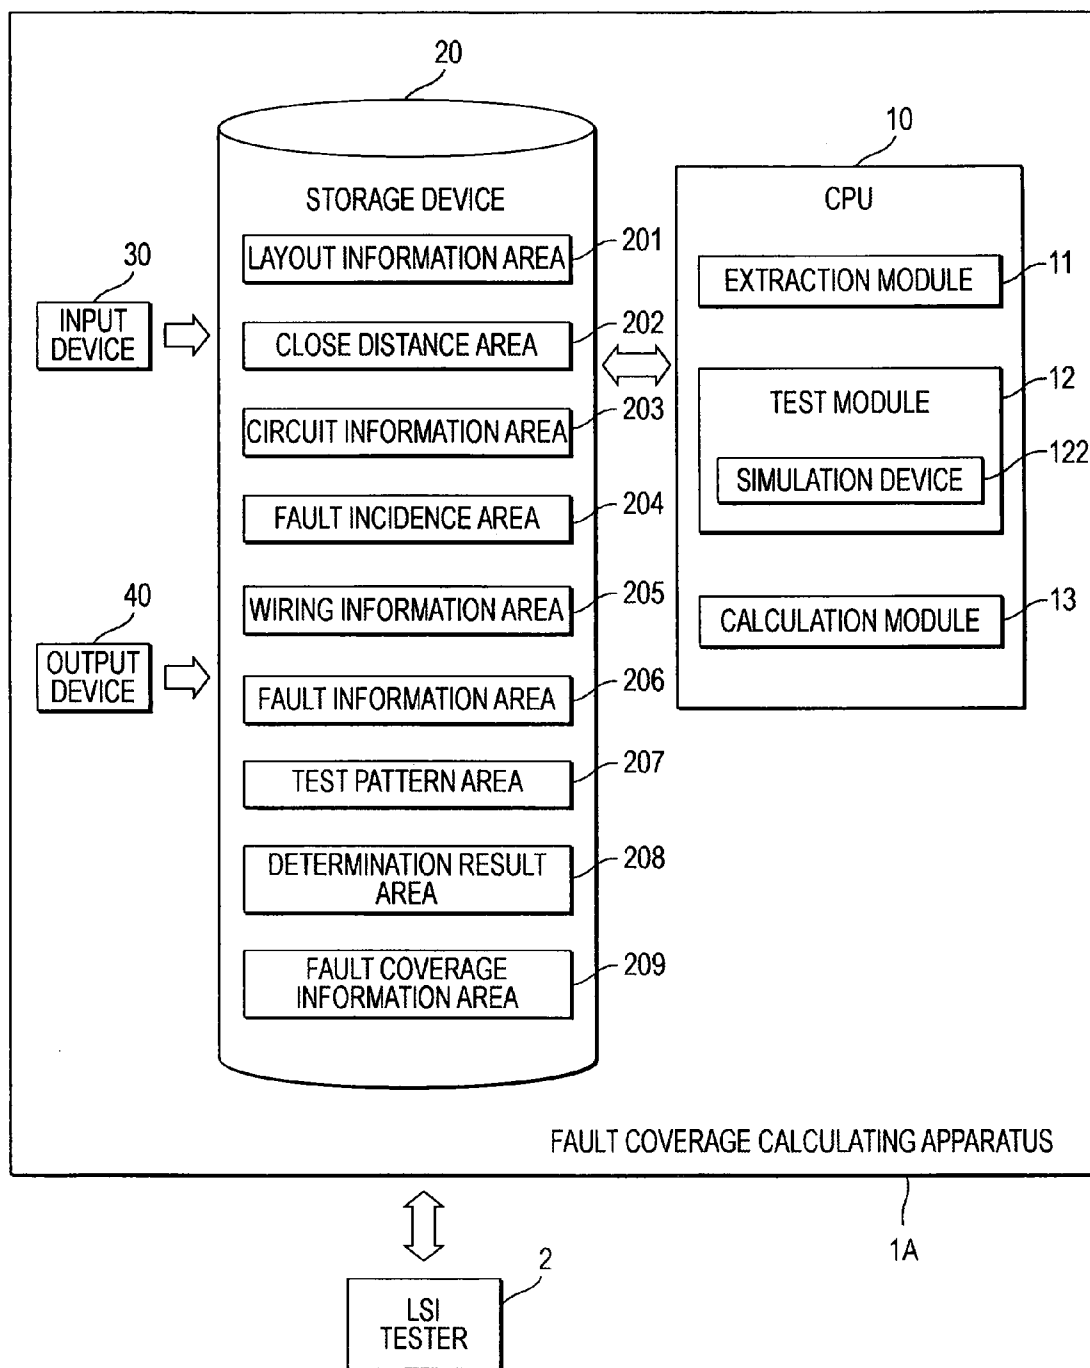 20
STORAGE DEVICE
LAYOUT INFORMATION AREA
201
CLOSE DISTANCE AREA
202
CIRCUIT INFORMATION AREA
203
FAULT INCIDENCE AREA
204
WIRING INFORMATION AREA
205
FAULT INFORMATION AREA
206
TEST PATTERN AREA
207
DETERMINATION RESULT
AREA
208
FAULT COVERAGE
INFORMATION AREA
209
30
INPUT
DEVICE
40
OUTPUT
DEVICE
10
CPU
EXTRACTION MODULE
11
TEST MODULE
12
SIMULATION DEVICE
122
CALCULATION MODULE
13
FAULT COVERAGE CALCULATING APPARATUS
1A
2
LSI
TESTER